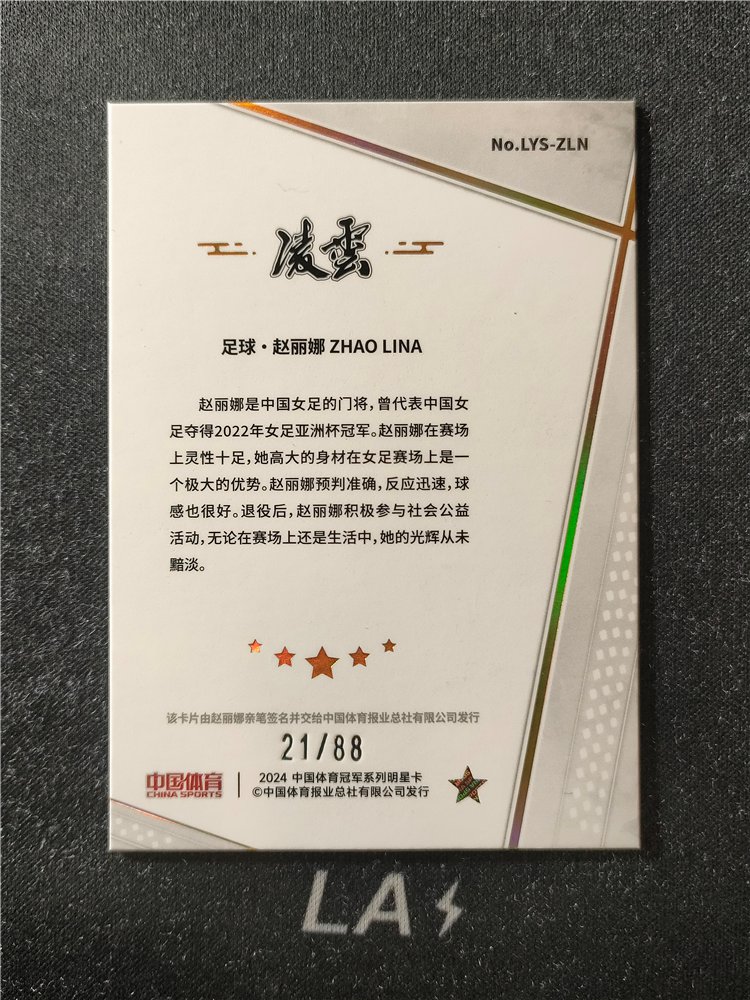 No.LYS-ZLN
凌雲
足球·赵丽娜 ZHAO LINA
赵丽娜是中国女足的门将,曾代表中国女
足夺得2022年女足亚洲杯冠军。赵丽娜在赛场
上灵性十足,她高大的身材在女足赛场上是一
个极大的优势。赵丽娜预判准确,反应迅速,球
感也很好。退役后,赵丽娜积极参与社会公益
活动,无论在赛场上还是生活中,她的光辉从未
黯淡。
该卡片由赵丽娜亲笔签名并交给中国体育报业总社有限公司发行
21/88
中国体育
CHINA SPORTS
2024 中国体育冠军系列明星卡
©中国体育报业总社有限公司发行
LA